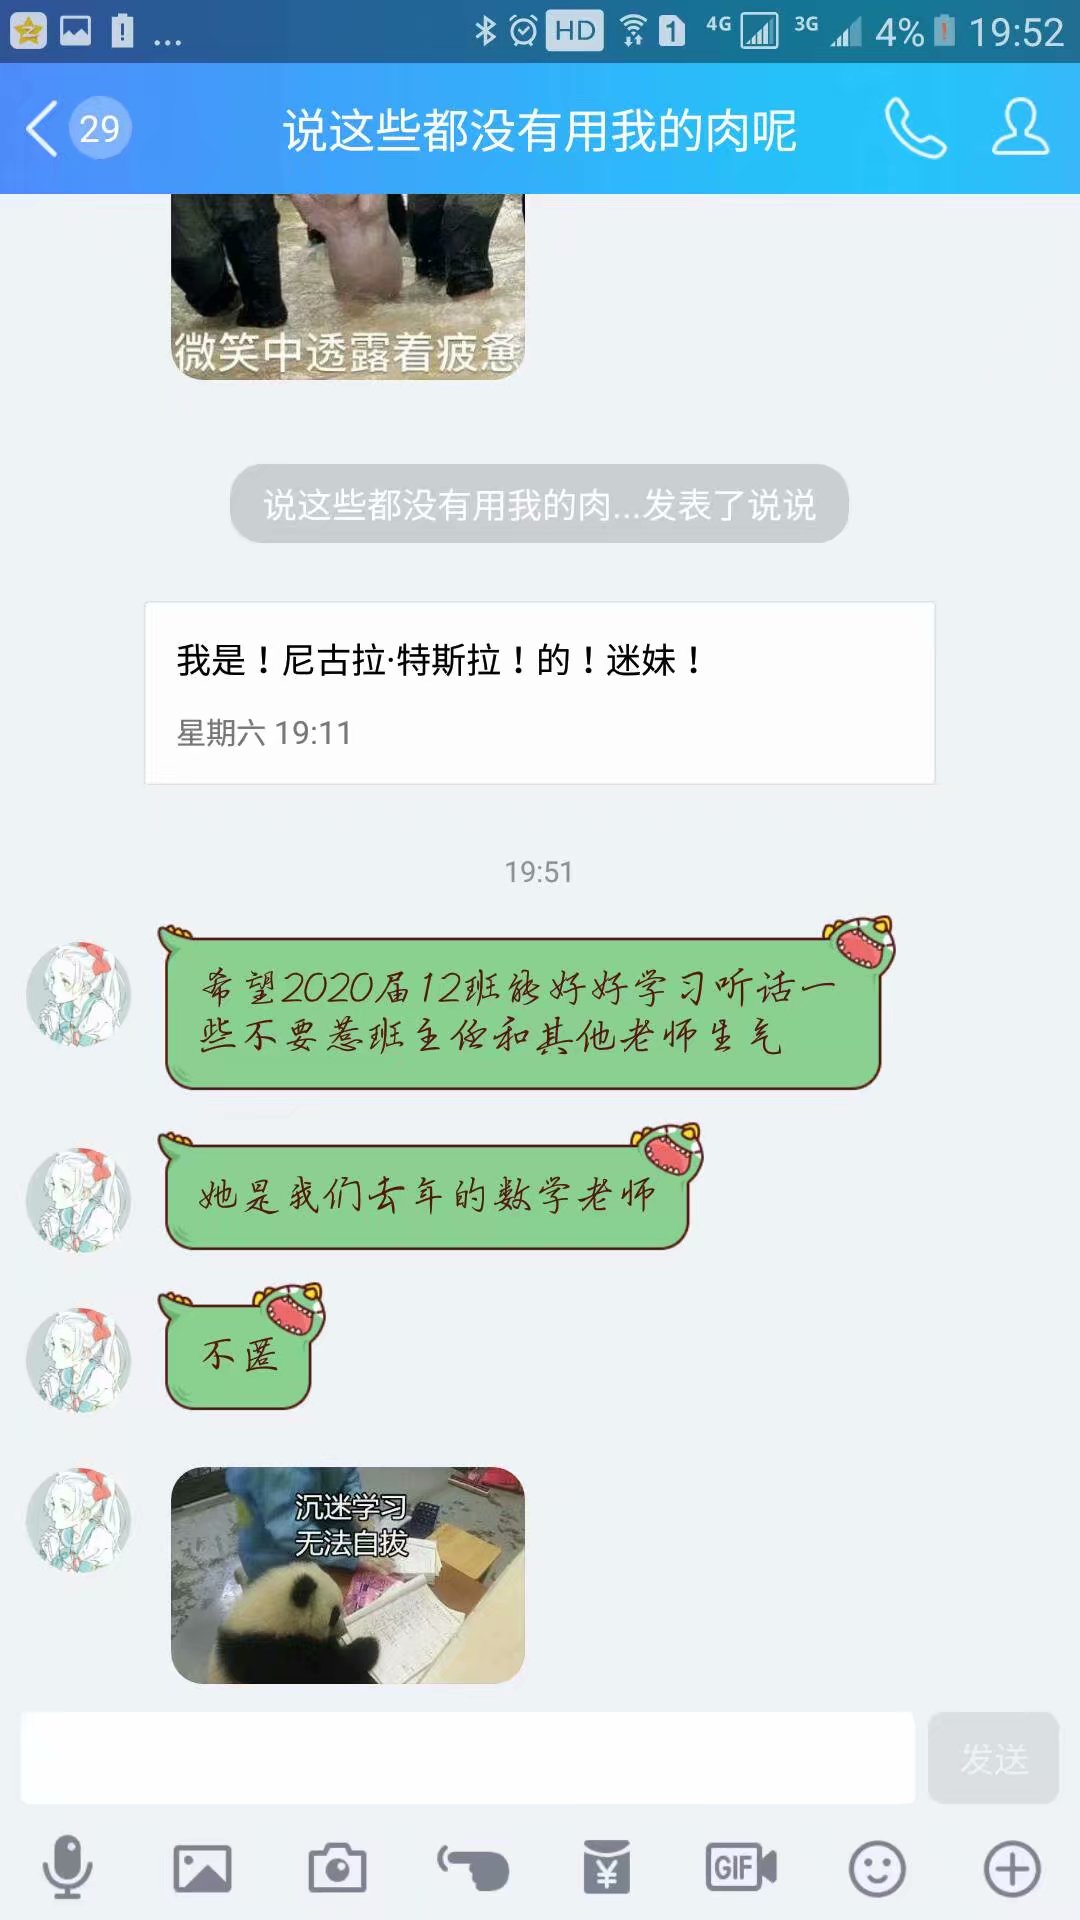 HD 1 4G 3G 4% 19:52
29 说这些都没有用我的肉呢
微笑中透露着疲惫
说这些都没有用我的肉...发表了说说
我是！尼古拉·特斯拉！的！迷妹！
星期六 19:11
19:51
希望2020届12班能好好学习听话一
些不要惹班主任和其他老师生气
她是我们去年的数学老师
不匿
沉迷学习
无法自拔
发送
GIF